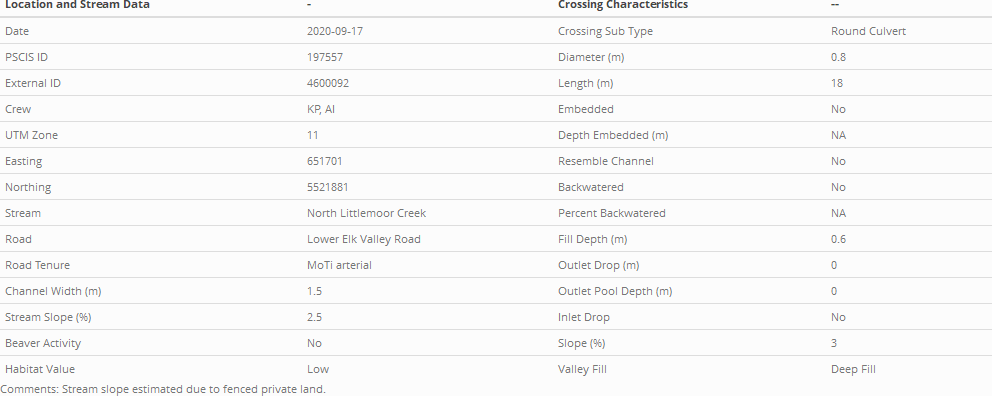 Location and Stream Data - Crossing Characteristics --
Date 2020-09-17 Crossing Sub Type Round Culvert
PSCIS ID 197557 Diameter (m) 0.8
External ID 4600092 Length (m) 18
Crew KP, AI Embedded No
UTM Zone 11 Depth Embedded (m) NA
Easting 651701 Resemble Channel No
Northing 5521881 Backwatered No
Stream North Littlemoor Creek Percent Backwatered NA
Road Lower Elk Valley Road Fill Depth (m) 0.6
Road Tenure MoTi arterial Outlet Drop (m) 0
Channel Width (m) 1.5 Outlet Pool Depth (m) 0
Stream Slope (%) 2.5 Inlet Drop No
Beaver Activity No Slope (%) 3
Habitat Value Low Valley Fill Deep Fill
Comments: Stream slope estimated due to fenced private land.